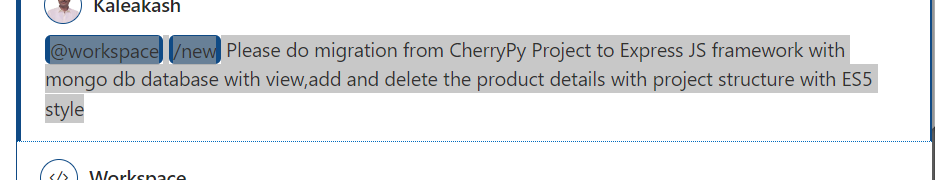 Kaleakash
@workspace /new Please do migration from CherryPy Project to Express JS framework with
mongo db database with view,add and delete the product details with project structure with ES5
style
Workspace